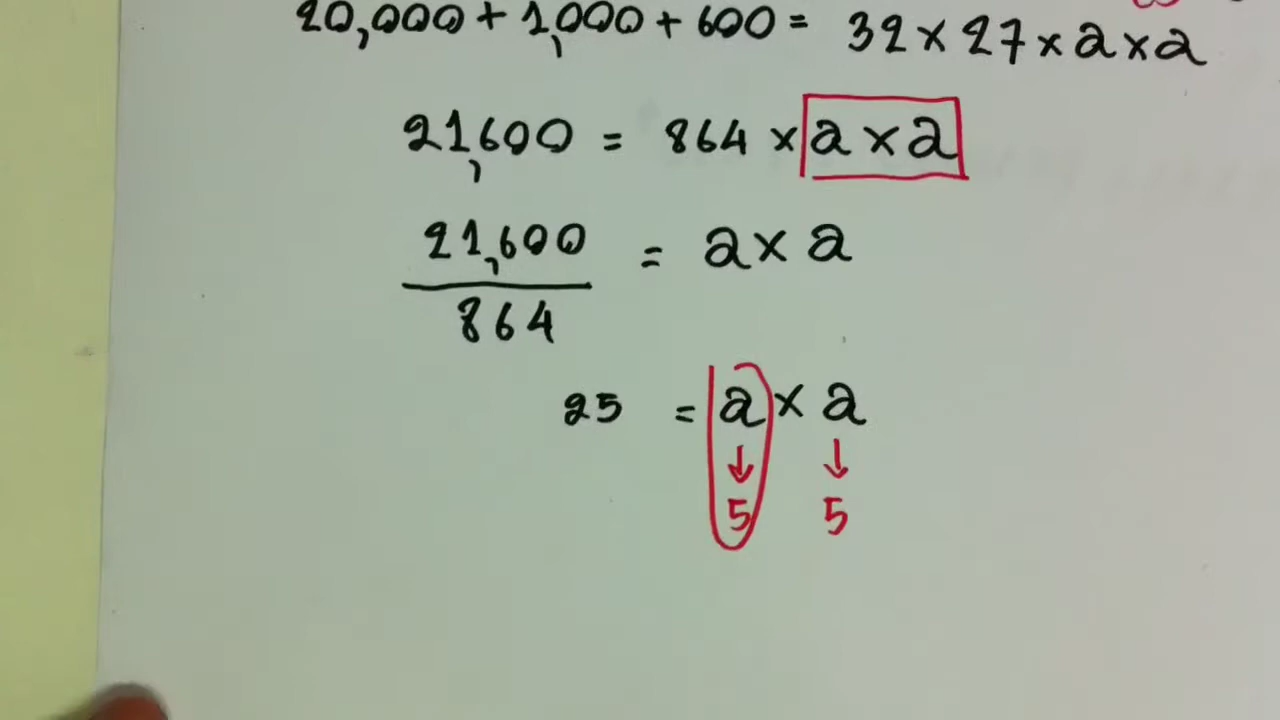 20,000 + 1,000 + 600 = 32 × 27 × a × a
21,600 = 864 × a × a
21,600 = a × a
864
25 = a × a
↓ ↓
5 5